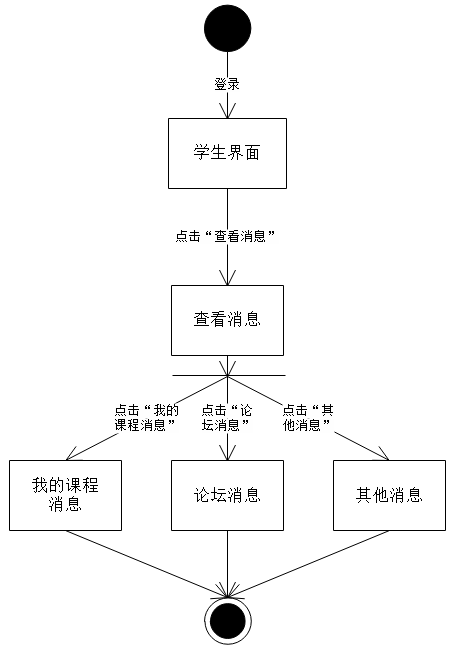 登录
学生界面
点击“查看消息”
查看消息
点击“我的
课程消息”
点击“论
坛消息”
点击“其
他消息”
我的课程
消息
论坛消息
其他消息